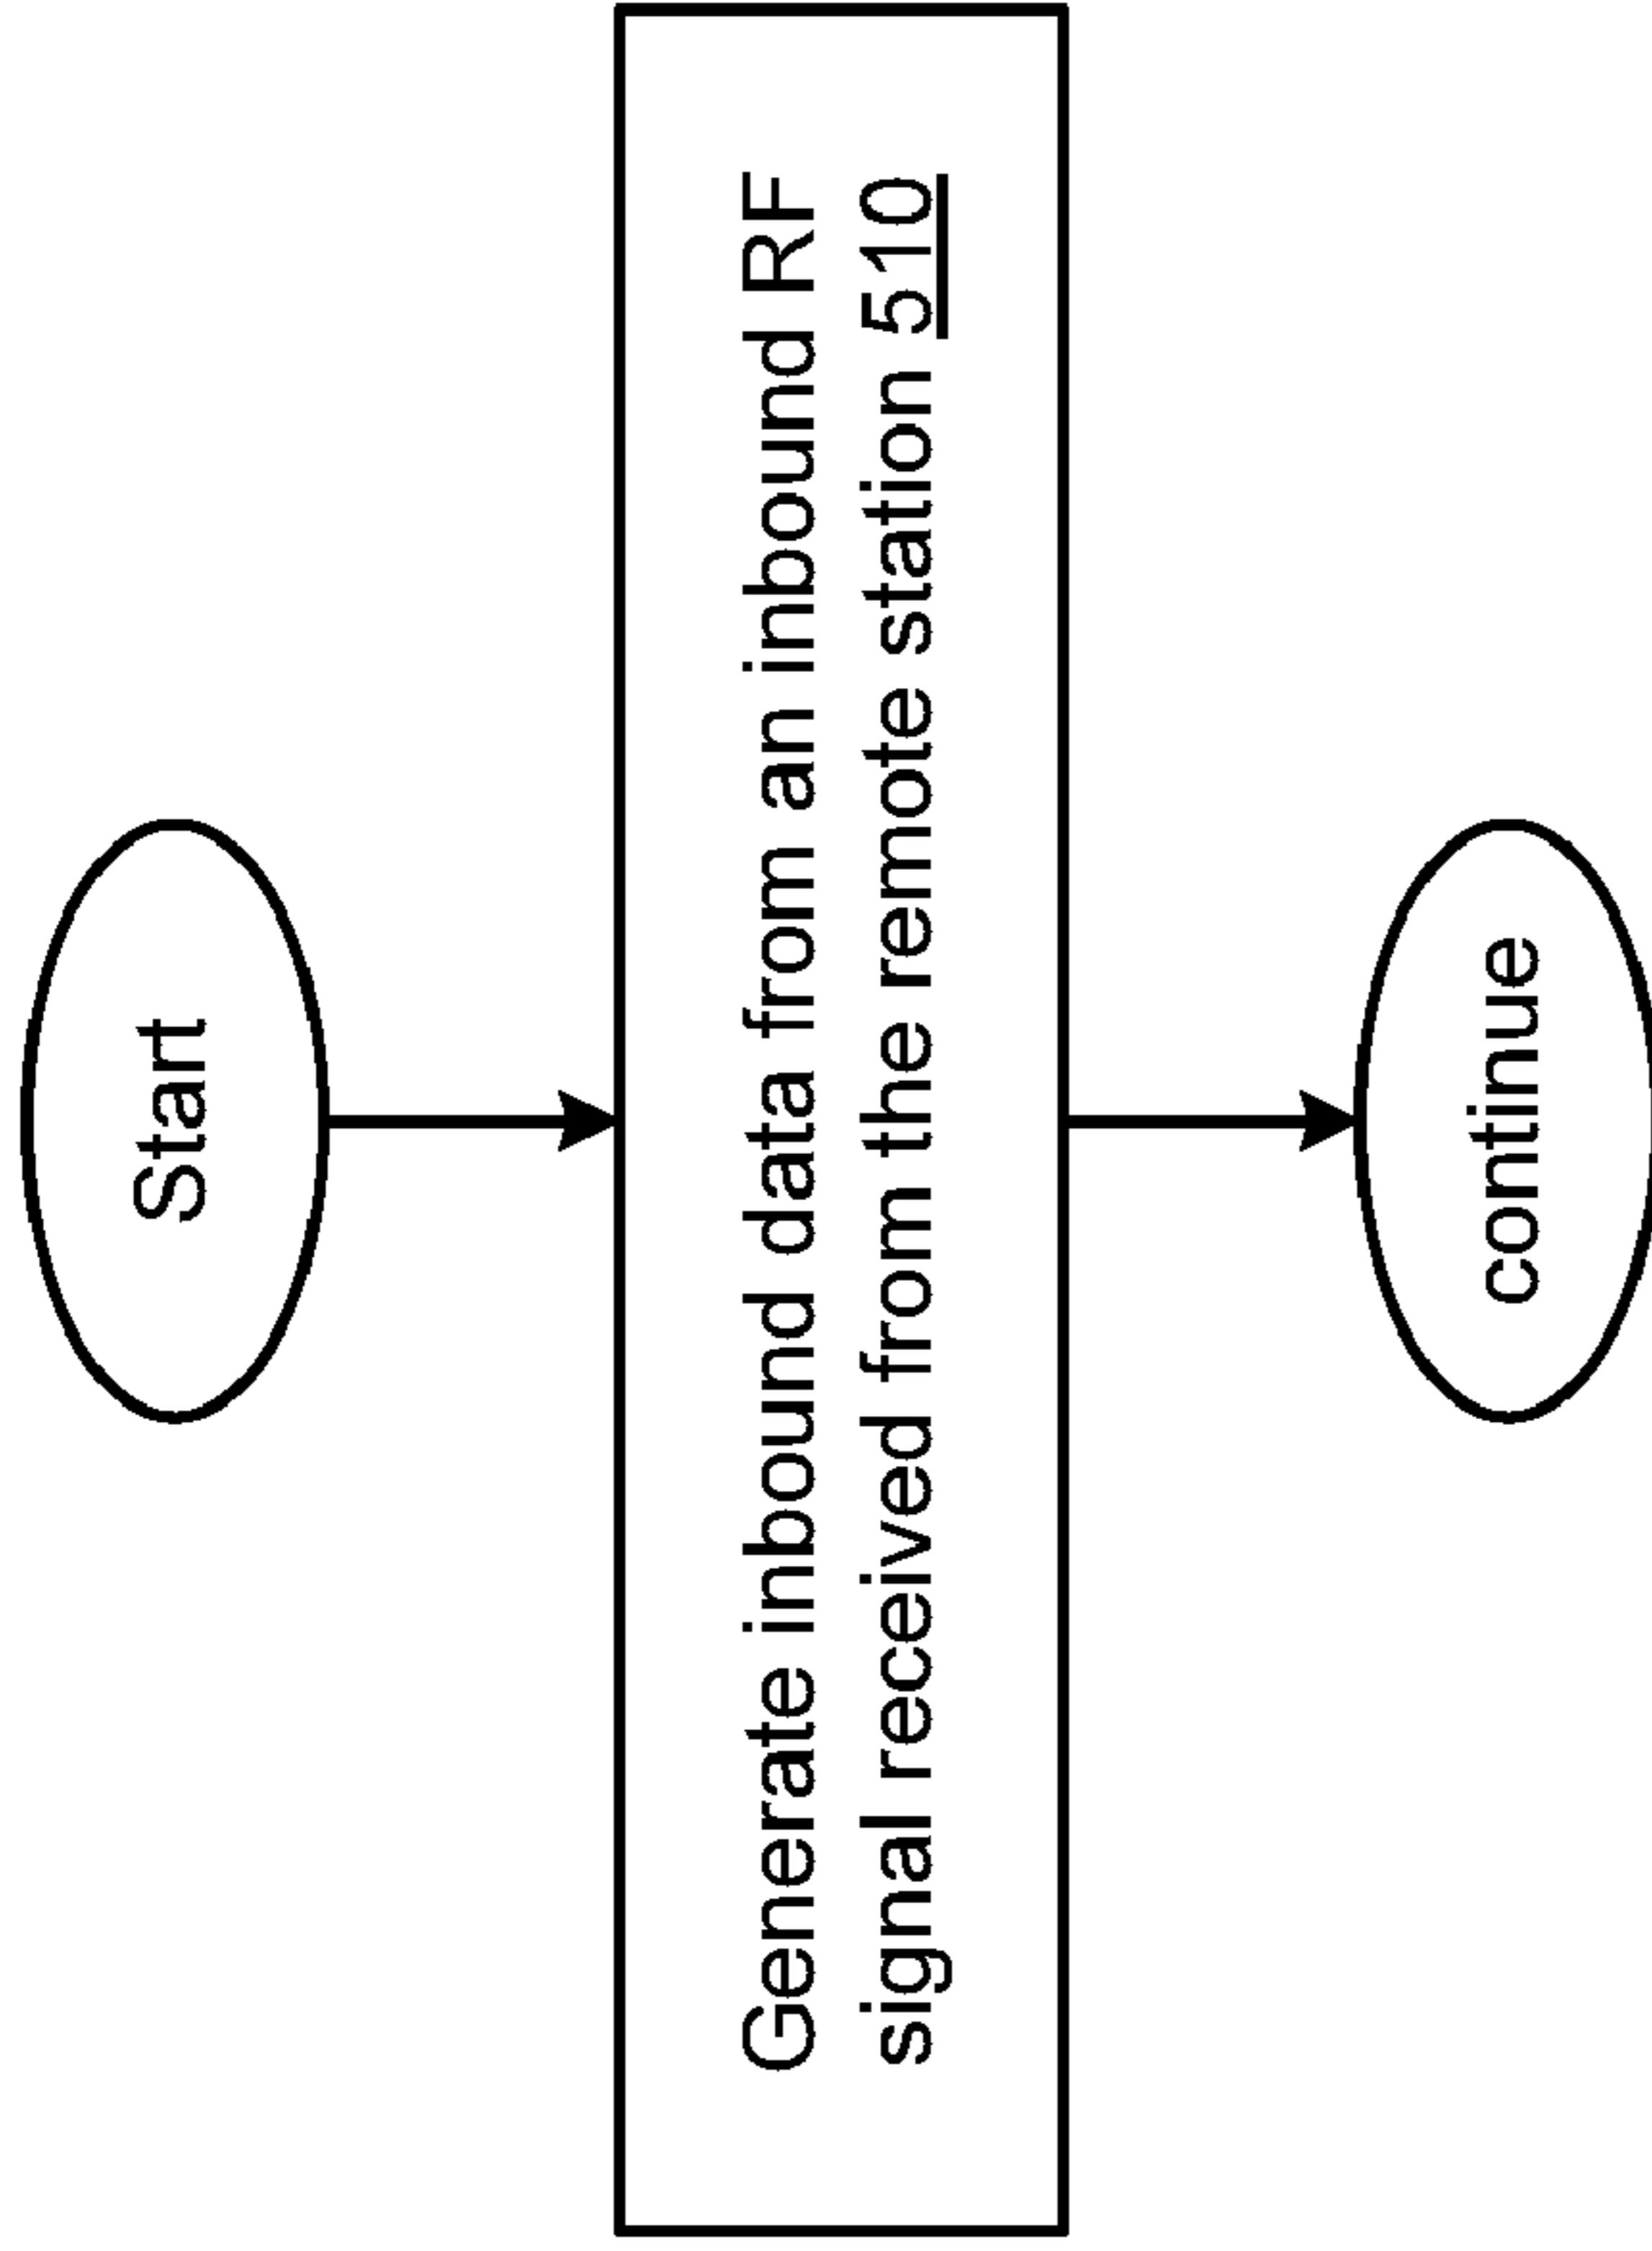 Start
Generate inbound data from an inbound RF
signal received from the remote station 510
continue